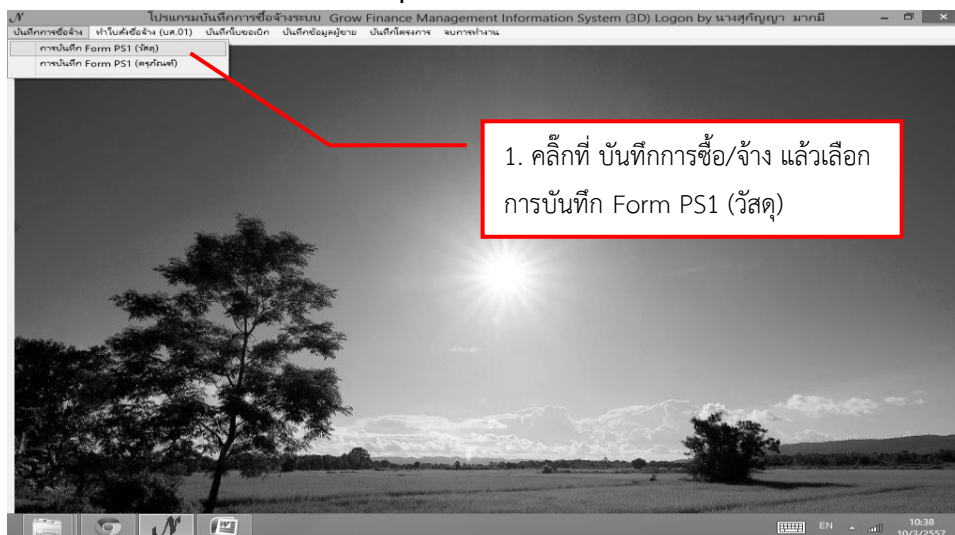 โปรแกรมบันทึกการซื้อจ้างระบบ Grow Finance Management Information System (3D) Logon by นางสุกัญญา มากมี
บันทึกการซื้อจ้าง ทำใบสั่งซื้อจ้าง (บส.01) บันทึกใบขอเบิก บันทึกข้อมูลผู้ขาย บันทึกโครงการ จบการทำงาน
การบันทึก Form PS1 (วัสดุ)
การบันทึก Form PS1 (ครุภัณฑ์)
1. คลิ๊กที่ บันทึกการซื้อ/จ้าง แล้วเลือก
การบันทึก Form PS1 (วัสดุ)
EN
10:38
10/3/2557